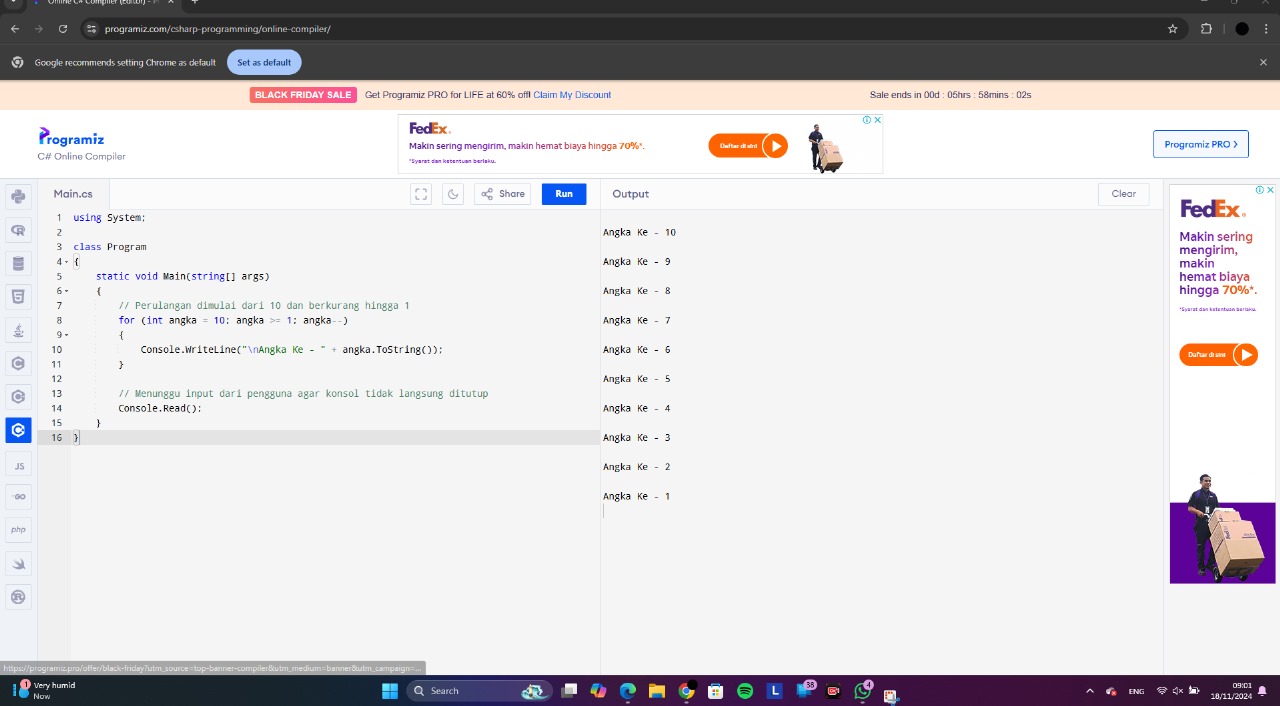 Online C# Compiler (Editor) -
programiz.com/csharp-programming/online-compiler/
Google recommends setting Chrome as default
Set as default
BLACK FRIDAY SALE Get Programiz PRO for LIFE at 60% off! Claim My Discount Sale ends in 00d : 05hrs : 58mins : 02s
Programiz
C# Online Compiler
FedEx.
Makin sering mengirim, makin hemat biaya hingga 70%*.
*Syarat dan ketentuan berlaku.
Daftar di sini
Programiz PRO >
Main.cs
Share
Run
Output
Clear
1 using System;
2
3 class Program
4 {
5 static void Main(string[] args)
6 {
7 // Perulangan dimulai dari 10 dan berkurang hingga 1
8 for (int angka = 10; angka >= 1; angka--)
9 {
10 Console.WriteLine("\nAngka Ke - " + angka.ToString());
11 }
12
13 // Menunggu input dari pengguna agar konsol tidak langsung ditutup
14 Console.Read();
15 }
16 }
JS
GO
php
Angka Ke - 10
Angka Ke - 9
Angka Ke - 8
Angka Ke - 7
Angka Ke - 6
Angka Ke - 5
Angka Ke - 4
Angka Ke - 3
Angka Ke - 2
Angka Ke - 1
FedEx.
Makin sering
mengirim,
makin
hemat biaya
hingga 70%*.
*Syarat dan ketentuan berlaku.
Daftar di sini
https://programiz.pro/offer/black-friday?utm_source=top-banner-compiler&utm_medium=banner&utm_campaign=...
1
Very humid
Now
Search
L
38
4
ENG
09:01
18/11/2024